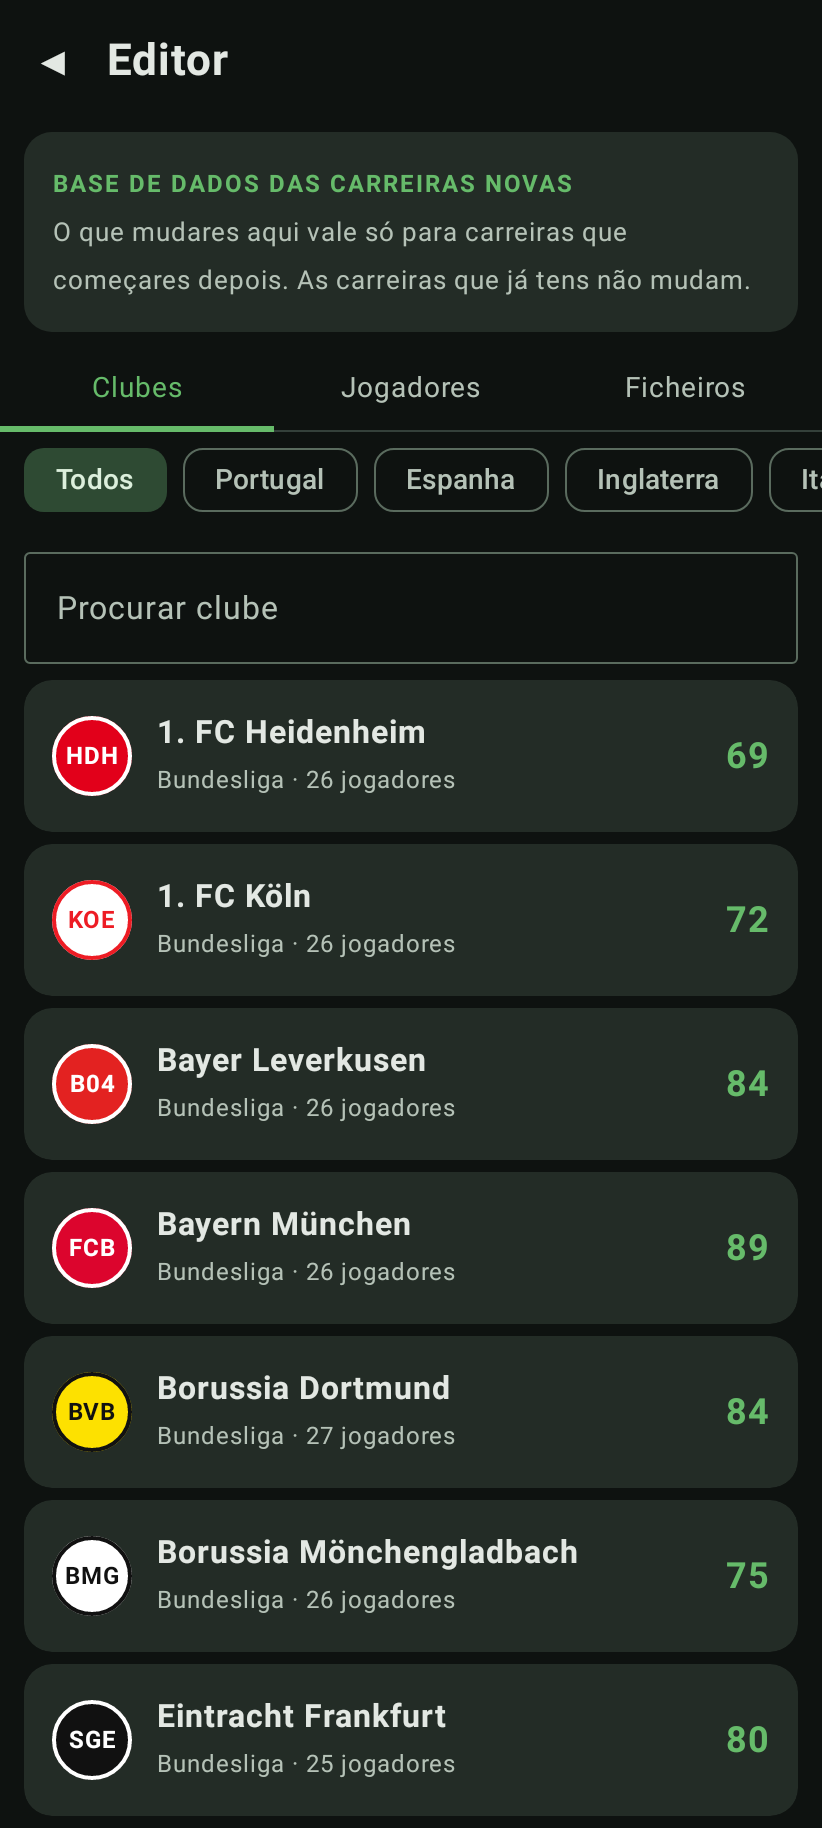 ◀ Editor
BASE DE DADOS DAS CARREIRAS NOVAS
O que mudares aqui vale só para carreiras que
começares depois. As carreiras que já tens não mudam.
Clubes Jogadores Ficheiros
Todos Portugal Espanha Inglaterra
Procurar clube
HDH 1. FC Heidenheim 69
Bundesliga · 26 jogadores
KOE 1. FC Köln 72
Bundesliga · 26 jogadores
B04 Bayer Leverkusen 84
Bundesliga · 26 jogadores
FCB Bayern München 89
Bundesliga · 26 jogadores
BVB Borussia Dortmund 84
Bundesliga · 27 jogadores
BMG Borussia Mönchengladbach 75
Bundesliga · 26 jogadores
SGE Eintracht Frankfurt 80
Bundesliga · 25 jogadores